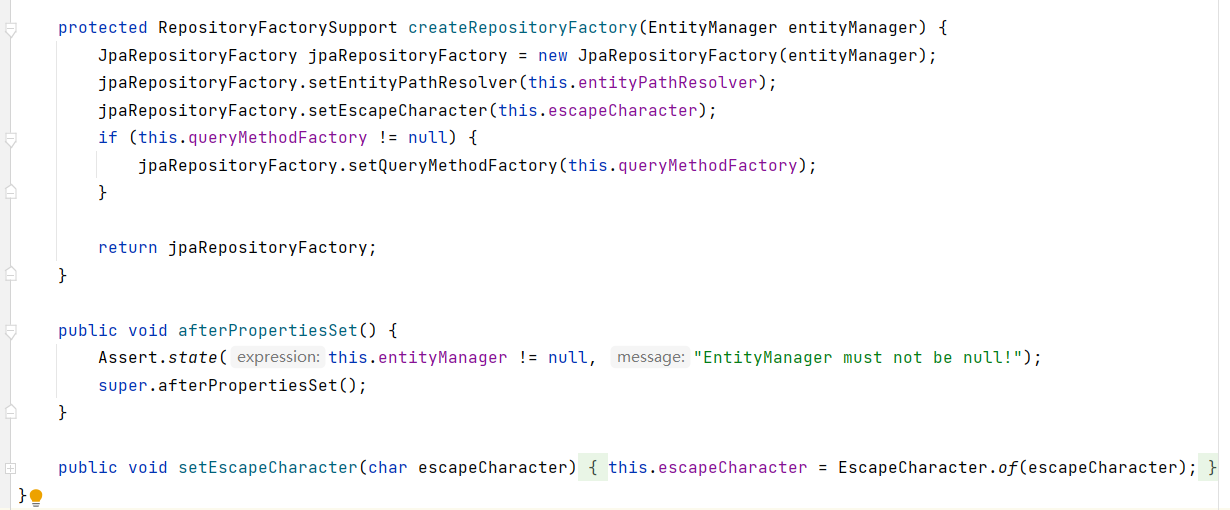 protected RepositoryFactorySupport createRepositoryFactory(EntityManager entityManager) {
    JpaRepositoryFactory jpaRepositoryFactory = new JpaRepositoryFactory(entityManager);
    jpaRepositoryFactory.setEntityPathResolver(this.entityPathResolver);
    jpaRepositoryFactory.setEscapeCharacter(this.escapeCharacter);
    if (this.queryMethodFactory != null) {
        jpaRepositoryFactory.setQueryMethodFactory(this.queryMethodFactory);
    }

    return jpaRepositoryFactory;
}

public void afterPropertiesSet() {
    Assert.state( expression: this.entityManager != null, message: "EntityManager must not be null!");
    super.afterPropertiesSet();
}

public void setEscapeCharacter(char escapeCharacter) { this.escapeCharacter = EscapeCharacter.of(escapeCharacter); }
}